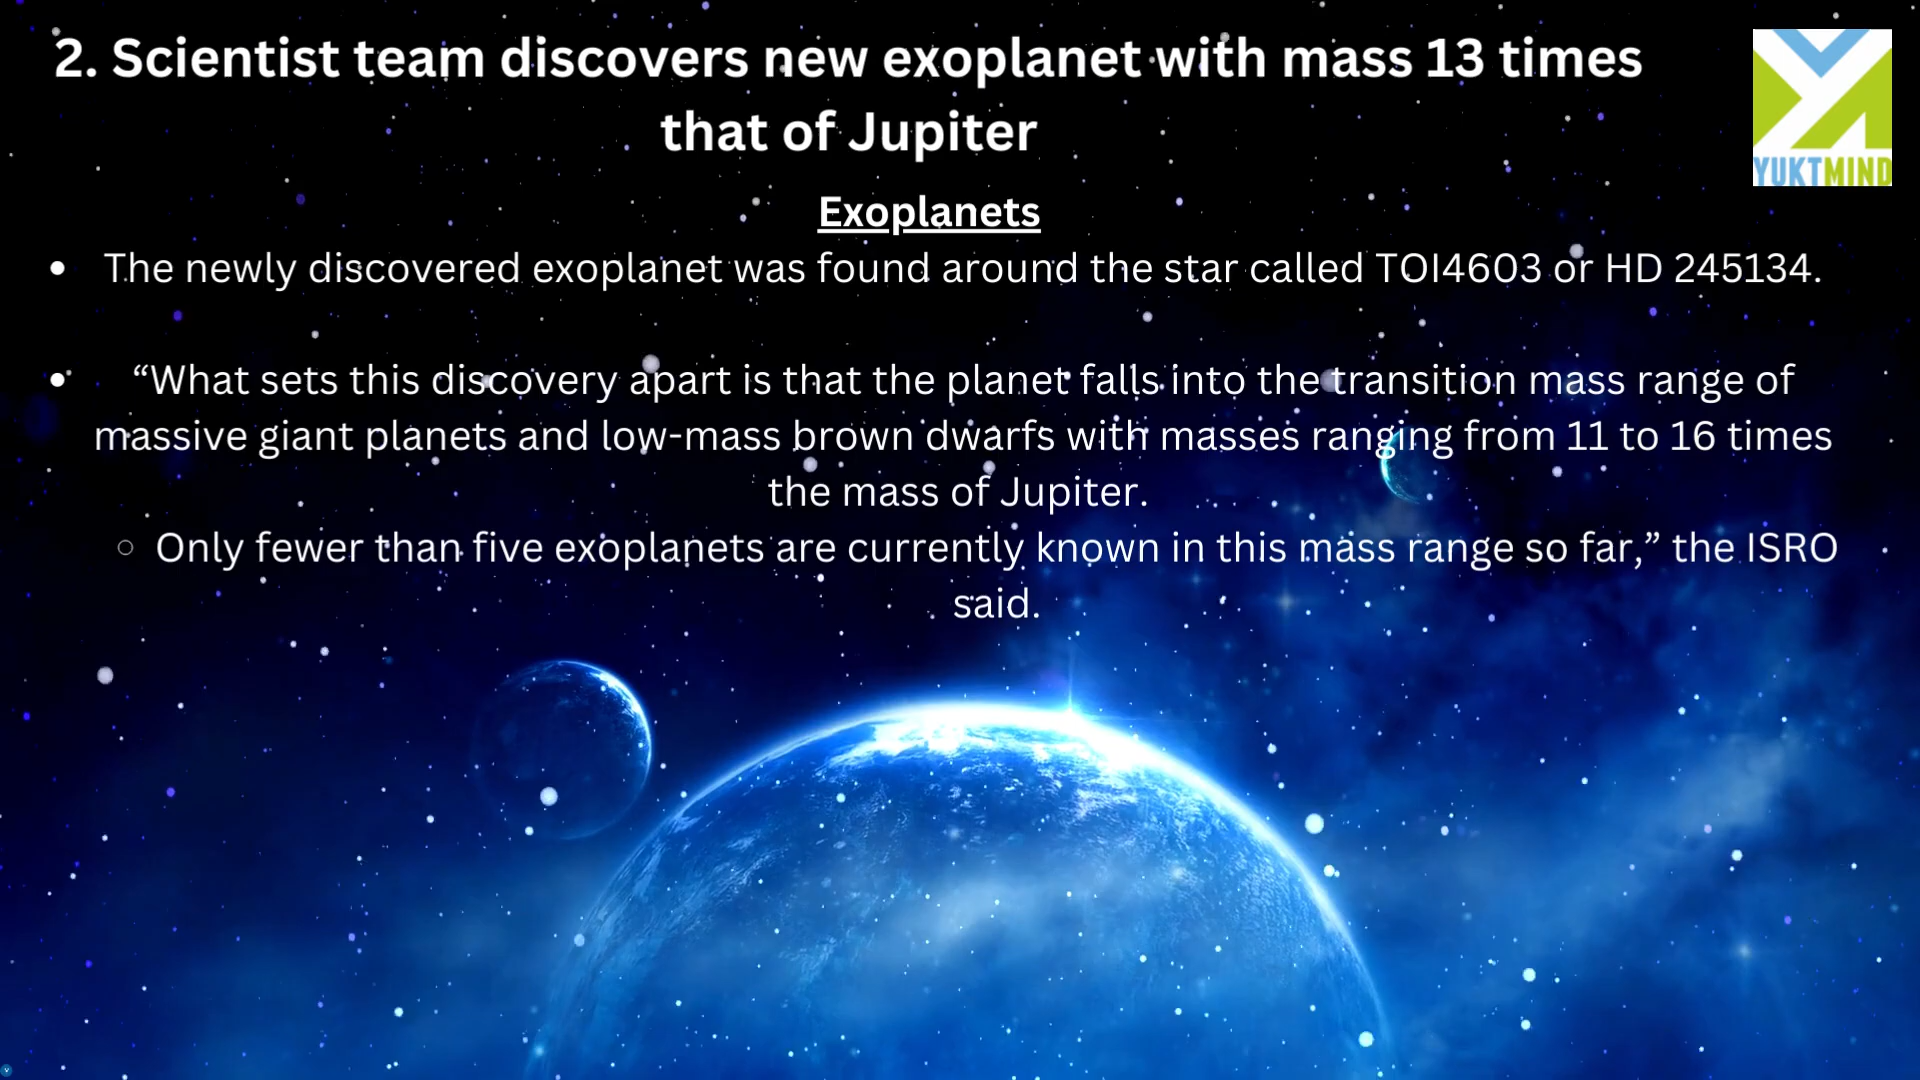 2. Scientist team discovers new exoplanet with mass 13 times
that of Jupiter
YUKTMIND
Exoplanets
• The newly discovered exoplanet was found around the star called TOI4603 or HD 245134.
• “What sets this discovery apart is that the planet falls into the transition mass range of
massive giant planets and low-mass brown dwarfs with masses ranging from 11 to 16 times
the mass of Jupiter.
○ Only fewer than five exoplanets are currently known in this mass range so far,” the ISRO
said.